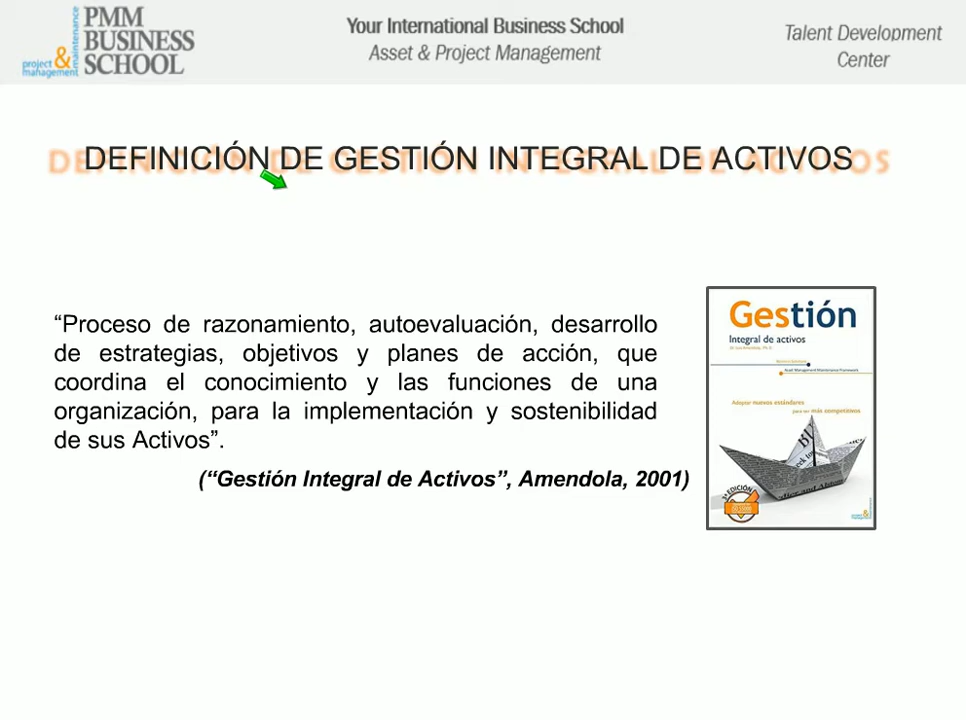 PMM
BUSINESS
SCHOOL
project
&
management
maintenance
Your International Business School
Asset & Project Management
Talent Development
Center
DEFINICIÓN DE GESTIÓN INTEGRAL DE ACTIVOS
“Proceso de razonamiento, autoevaluación, desarrollo
de estrategias, objetivos y planes de acción, que
coordina el conocimiento y las funciones de una
organización, para la implementación y sostenibilidad
de sus Activos”.
(“Gestión Integral de Activos”, Amendola, 2001)
Gestión
Integral de activos
Asset Management Maintenance Framework
Adoptar nuevos estándares
para ser más competitivos
3ª EDICIÓN